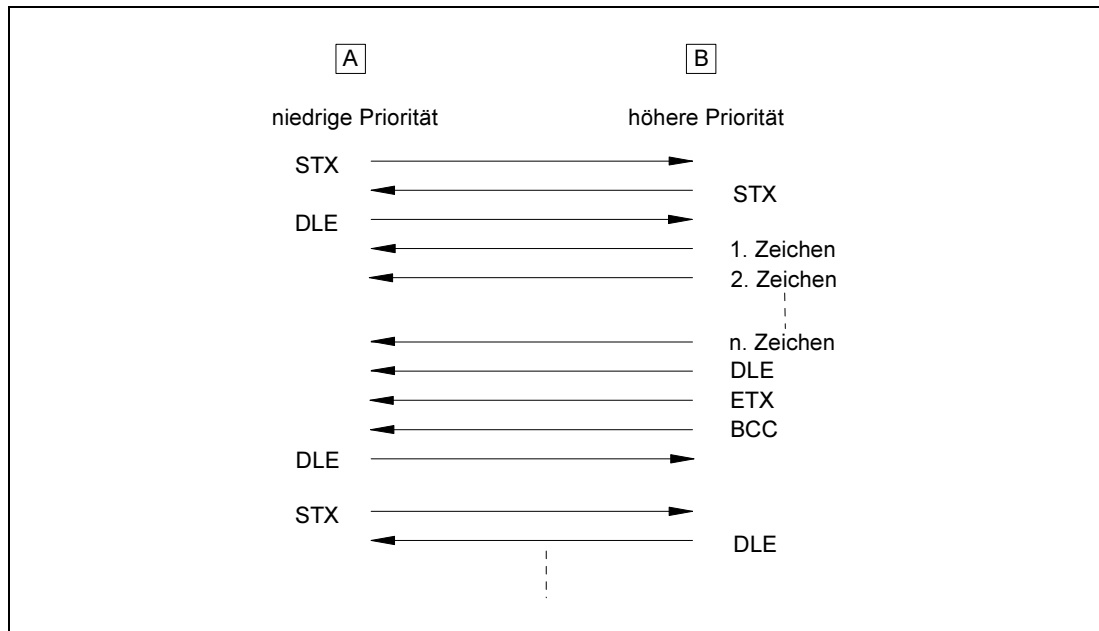 A B
niedrige Priorität höhere Priorität
STX
STX
DLE
1. Zeichen
2. Zeichen
n. Zeichen
DLE
ETX
BCC
DLE
STX
DLE